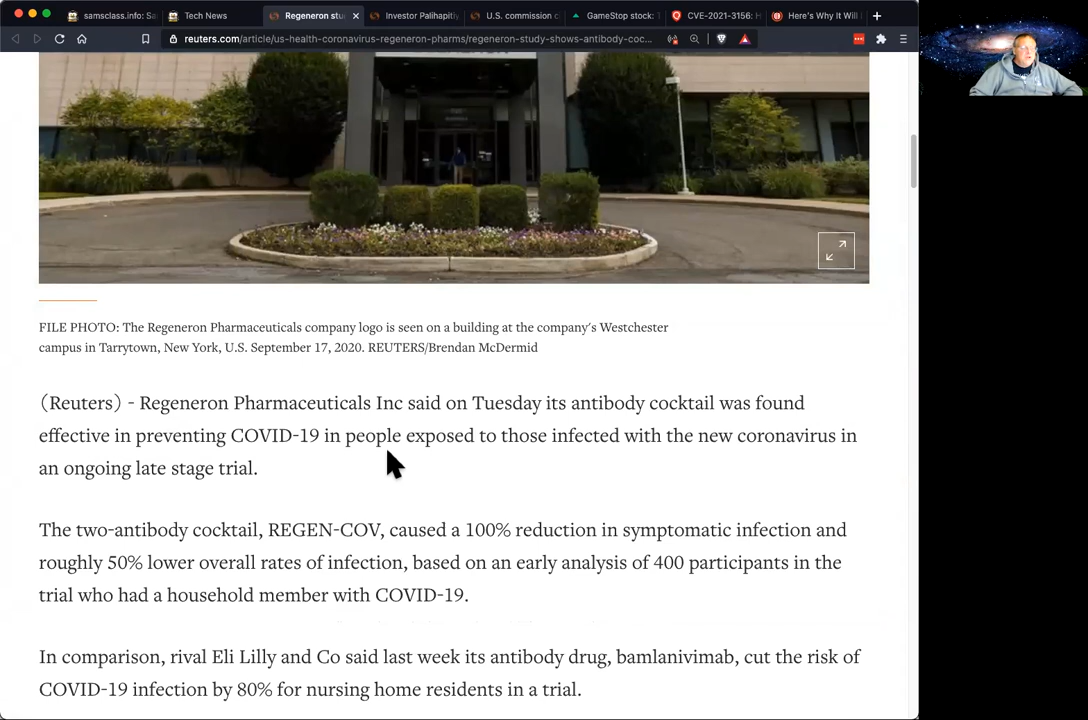 samsclass.info: Sa
Tech News
Regeneron stu
Investor Palihapiti
U.S. commission c
GameStop stock:
CVE-2021-3156: H
Here's Why It Will
reuters.com/article/us-health-coronavirus-regeneron-pharms/regeneron-study-shows-antibody-coc...
FILE PHOTO: The Regeneron Pharmaceuticals company logo is seen on a building at the company's Westchester
campus in Tarrytown, New York, U.S. September 17, 2020. REUTERS/Brendan McDermid
(Reuters) - Regeneron Pharmaceuticals Inc said on Tuesday its antibody cocktail was found
effective in preventing COVID-19 in people exposed to those infected with the new coronavirus in
an ongoing late stage trial.
The two-antibody cocktail, REGEN-COV, caused a 100% reduction in symptomatic infection and
roughly 50% lower overall rates of infection, based on an early analysis of 400 participants in the
trial who had a household member with COVID-19.
In comparison, rival Eli Lilly and Co said last week its antibody drug, bamlanivimab, cut the risk of
COVID-19 infection by 80% for nursing home residents in a trial.